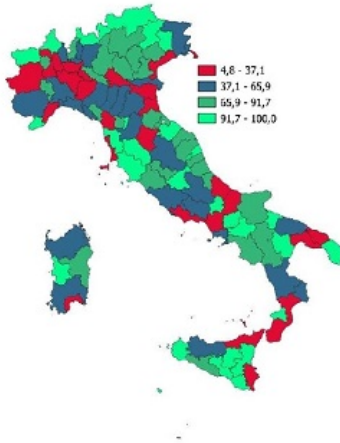 4,8 - 37,1
37,1 - 65,9
65,9 - 91,7
91,7 - 100,0